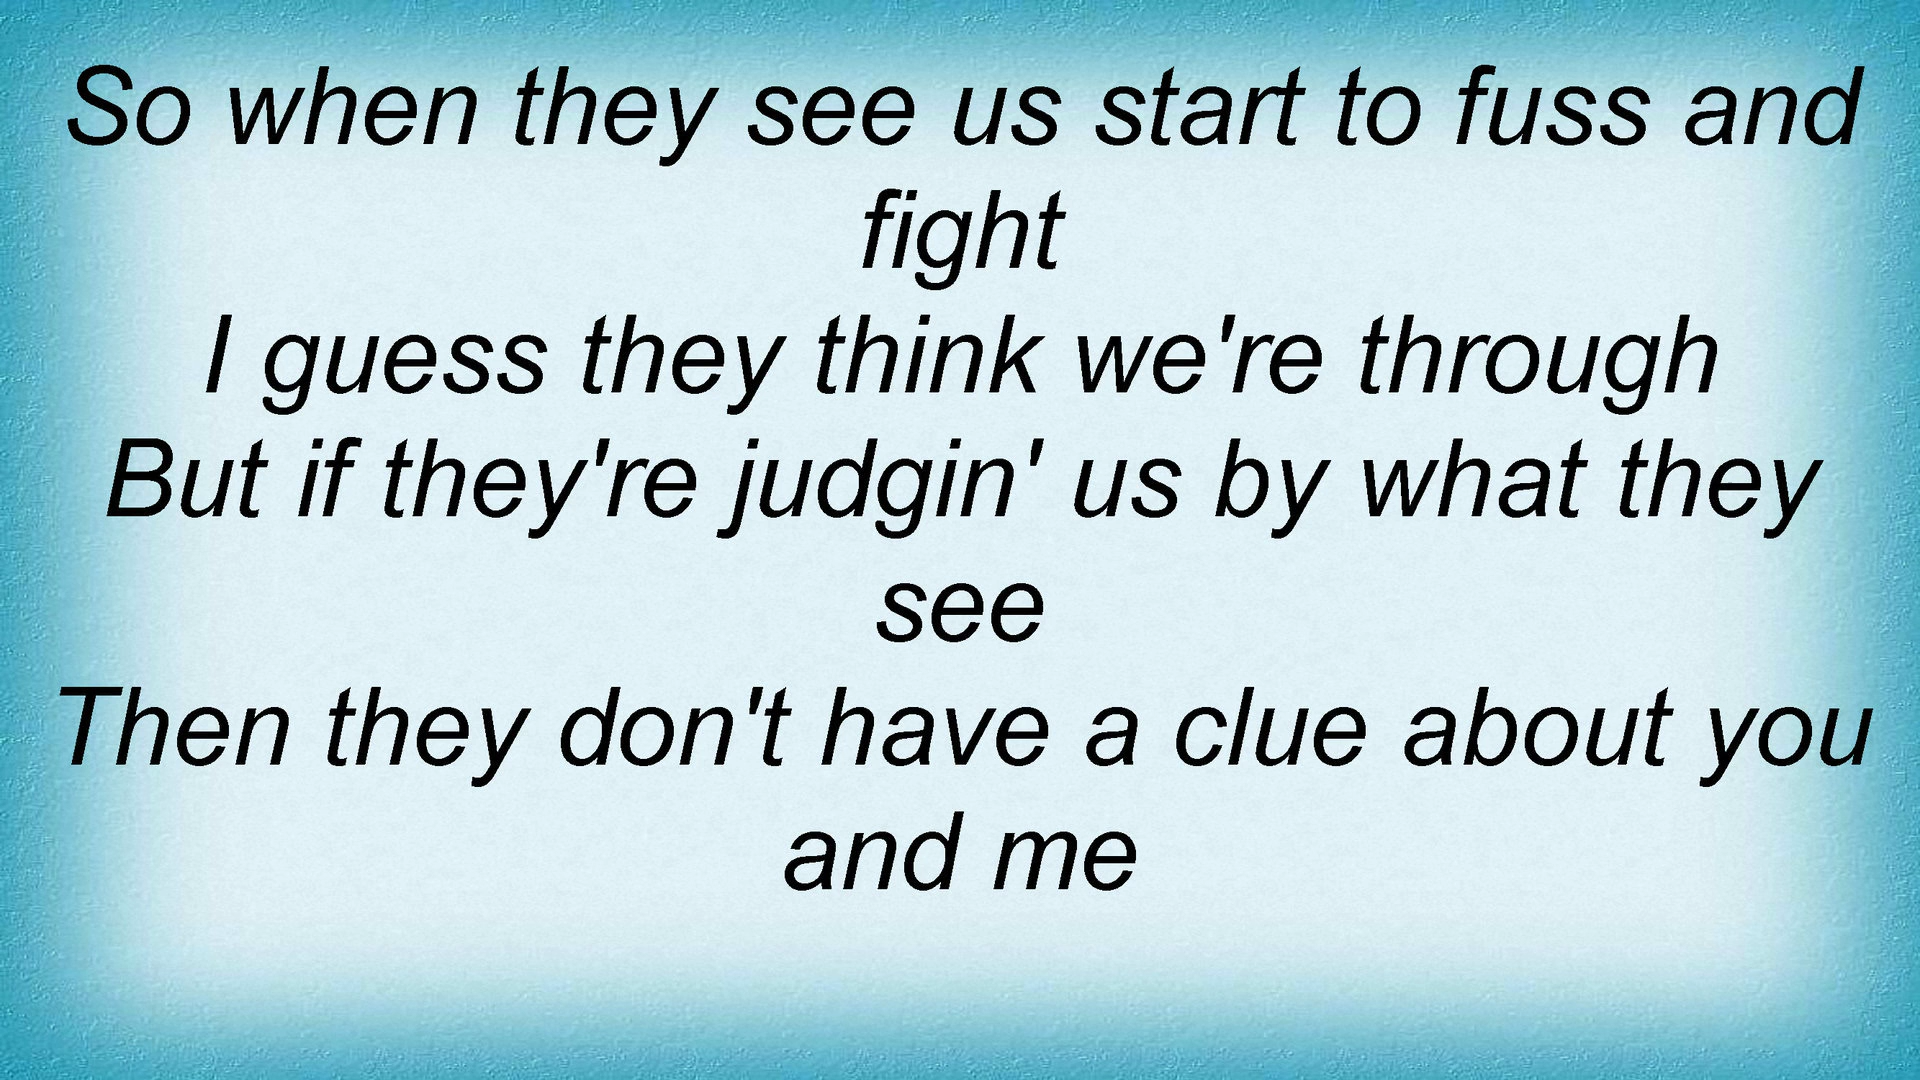 So when they see us start to fuss and
fight
I guess they think we're through
But if they're judgin' us by what they
see
Then they don't have a clue about you
and me